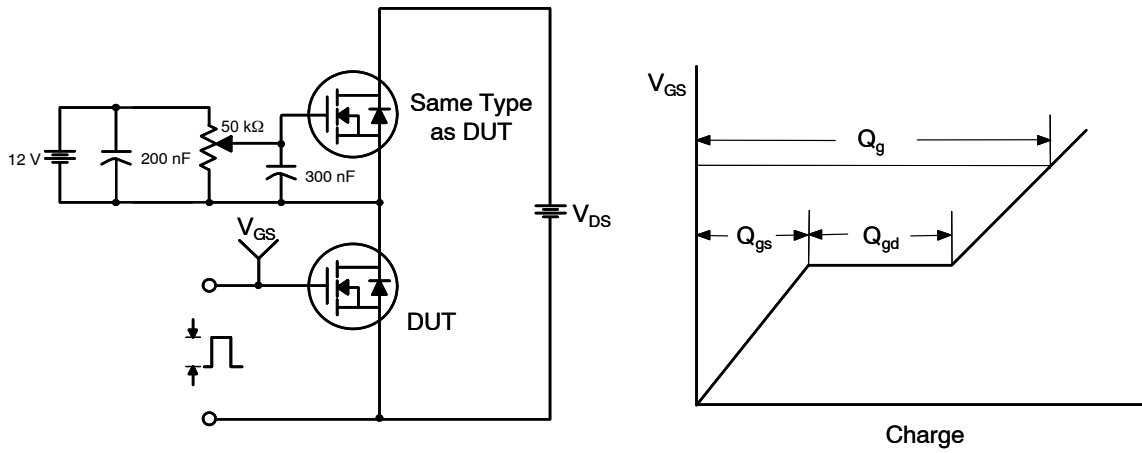 Same Type
as DUT
50 kΩ
12 V
200 nF
300 nF
V_GS
V_DS
DUT
V_GS
Q_g
Q_gs
Q_gd
Charge